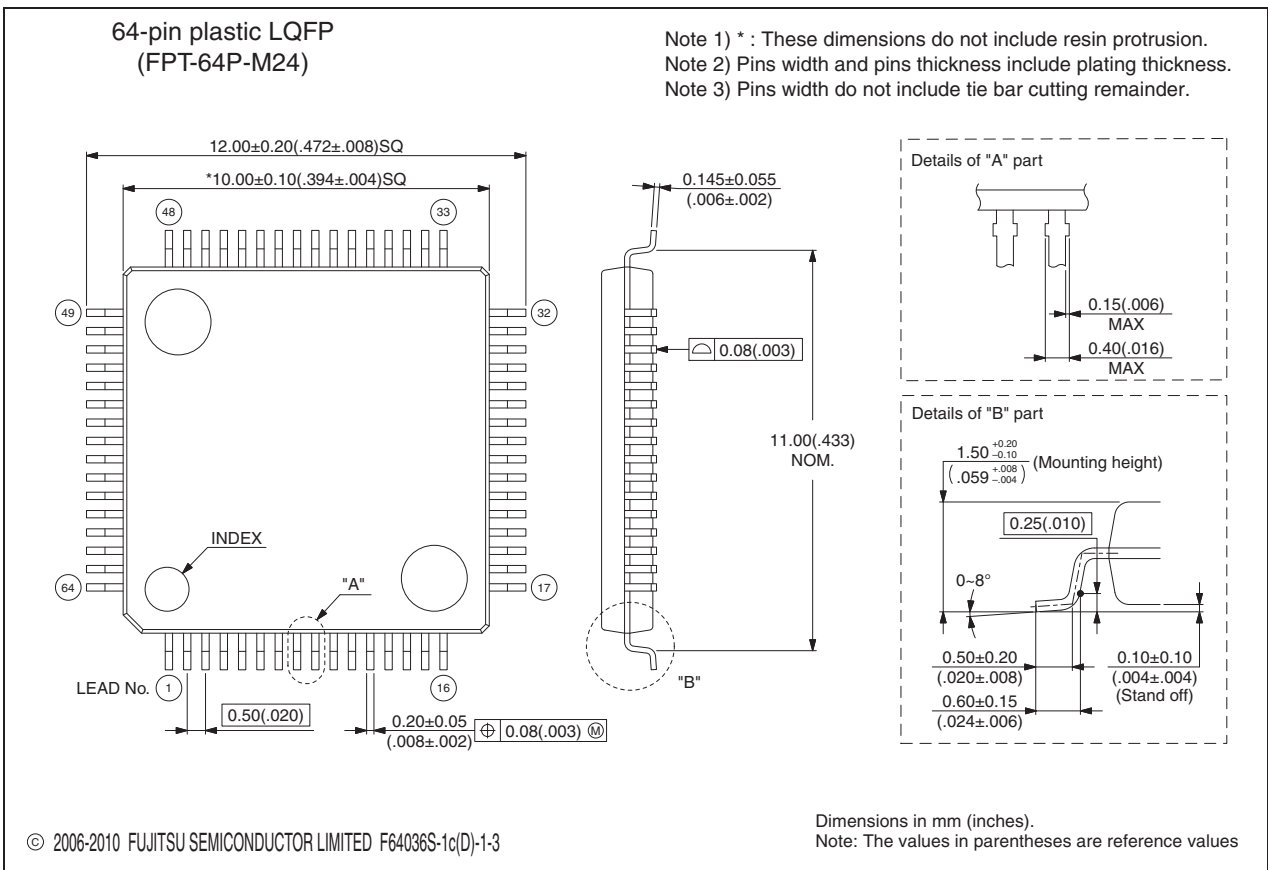 64-pin plastic LQFP
(FPT-64P-M24)
Note 1) * : These dimensions do not include resin protrusion.
Note 2) Pins width and pins thickness include plating thickness.
Note 3) Pins width do not include tie bar cutting remainder.
12.00±0.20(.472±.008)SQ
*10.00±0.10(.394±.004)SQ
48
33
49
32
64
17
INDEX
"A"
LEAD No.
1
16
0.50(.020)
0.20±0.05
(.008±.002)
⌖ 0.08(.003) Ⓜ
0.145±0.055
(.006±.002)
⌓ 0.08(.003)
11.00(.433)
NOM.
"B"
Details of "A" part
0.15(.006)
MAX
0.40(.016)
MAX
Details of "B" part
1.50 +0.20 −0.10
(.059 +.008 −.004)
(Mounting height)
0.25(.010)
0~8°
0.50±0.20
(.020±.008)
0.60±0.15
(.024±.006)
0.10±0.10
(.004±.004)
(Stand off)
© 2006-2010 FUJITSU SEMICONDUCTOR LIMITED F64036S-1c(D)-1-3
Dimensions in mm (inches).
Note: The values in parentheses are reference values